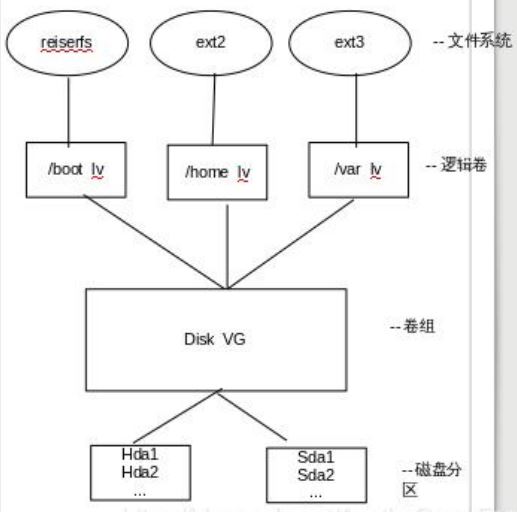 reiserfs
ext2
ext3
-- 文件系统
/boot lv
/home lv
/var lv
-- 逻辑卷
Disk VG
-- 卷组
Hda1
Hda2
...
Sda1
Sda2
...
--磁盘分
区